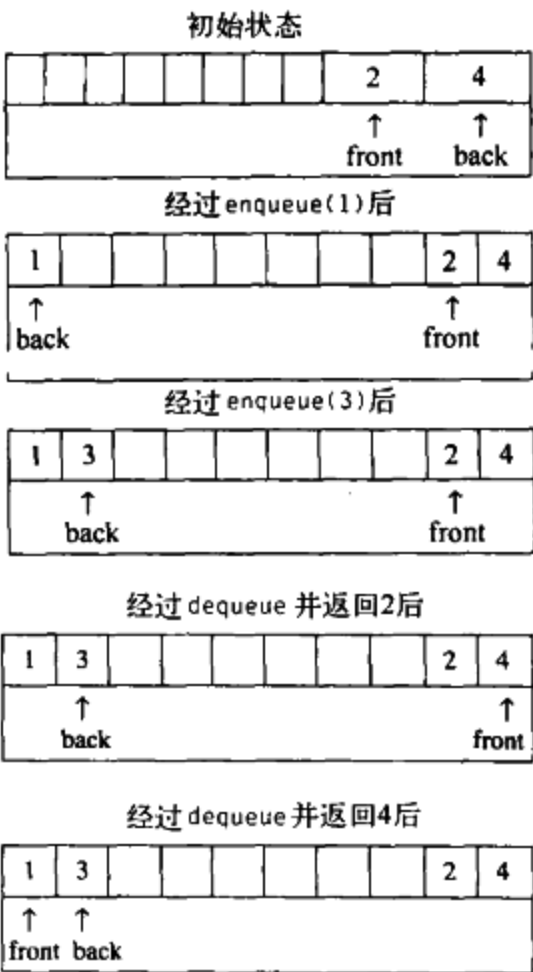 初始状态
2 4
↑ ↑
front back
经过enqueue(1)后
1 2 4
↑ ↑
back front
经过enqueue(3)后
1 3 2 4
↑ ↑
back front
经过dequeue并返回2后
1 3 2 4
↑ ↑
back front
经过dequeue并返回4后
1 3 2 4
↑ ↑
front back